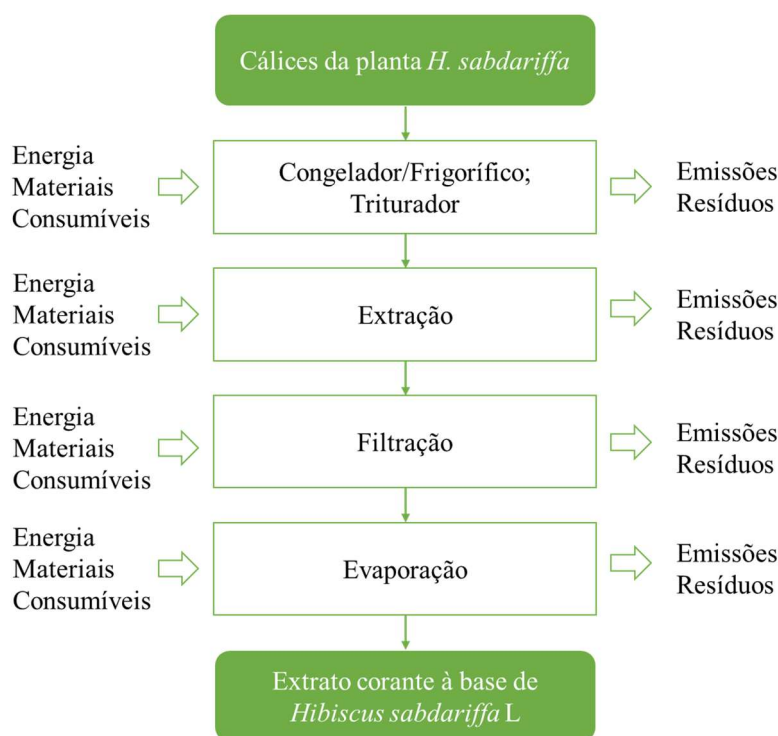 Cálices da planta H. sabdariffa
Energia
Materiais
Consumíveis
Congelador/Frigorífico;
Triturador
Emissões
Resíduos
Energia
Materiais
Consumíveis
Extração
Emissões
Resíduos
Energia
Materiais
Consumíveis
Filtração
Emissões
Resíduos
Energia
Materiais
Consumíveis
Evaporação
Emissões
Resíduos
Extrato corante à base de
Hibiscus sabdariffa L